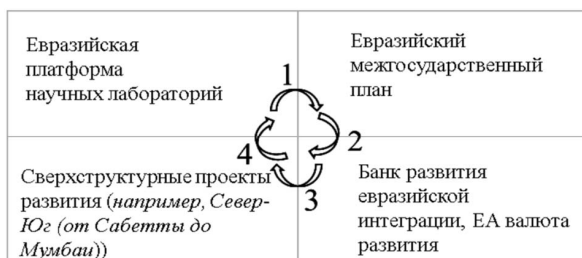 Евразийская
платформа
научных лабораторий
Евразийский
межгосударственный
план
1
2
3
4
Сверхструктурные проекты
развития (например, Север-
Юг (от Сабетты до
Мумбаи))
Банк развития
евразийской
интеграции, ЕА валюта
развития